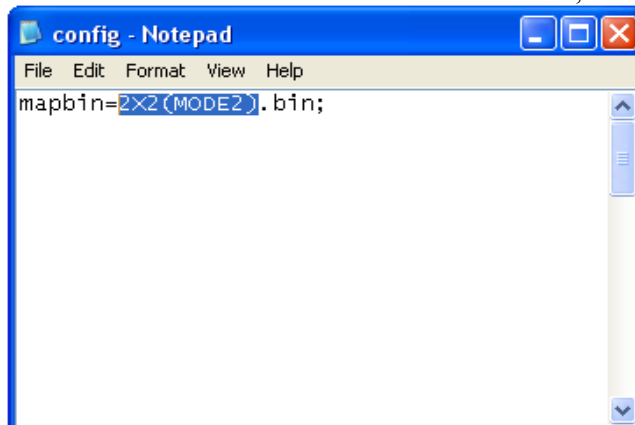 config - Notepad
File Edit Format View Help
mapbin=2X2(MODE2).bin;